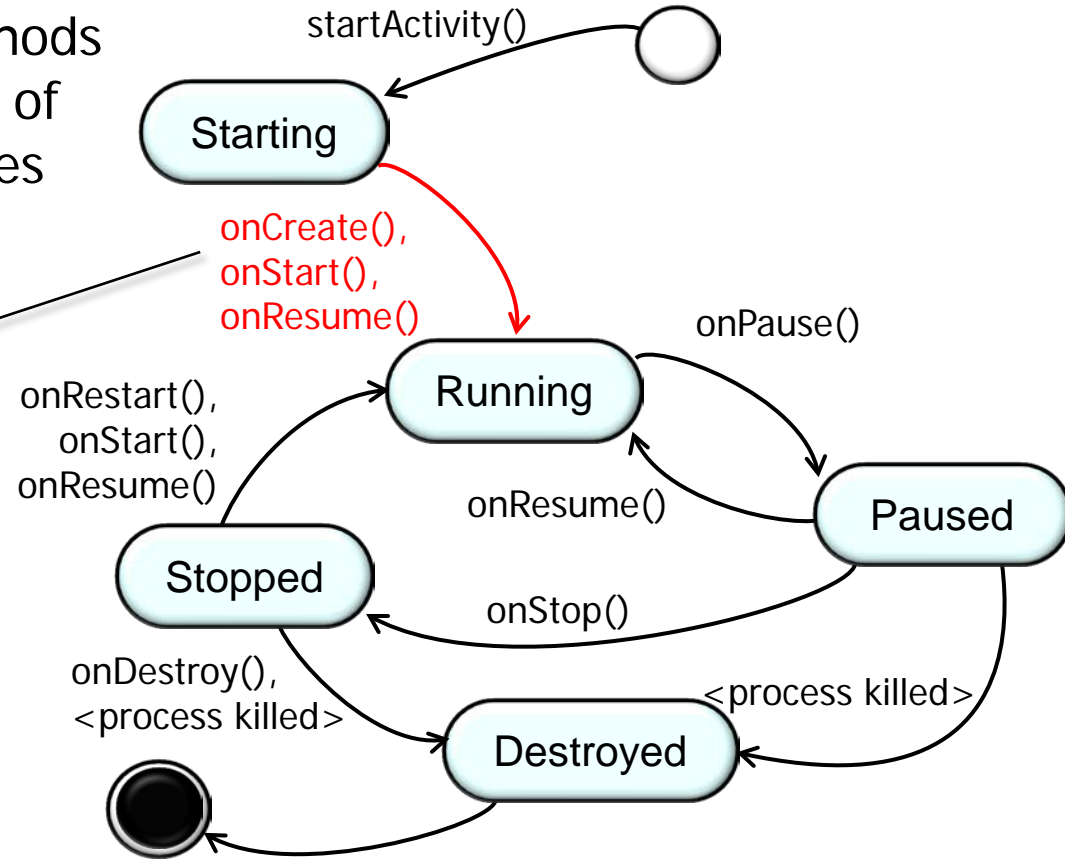 hods
of
es
startActivity()
Starting
onCreate(),
onStart(),
onResume()
onPause()
Running
onRestart(),
onStart(),
onResume()
onResume()
Paused
Stopped
onStop()
onDestroy(),
<process killed>
<process killed>
Destroyed